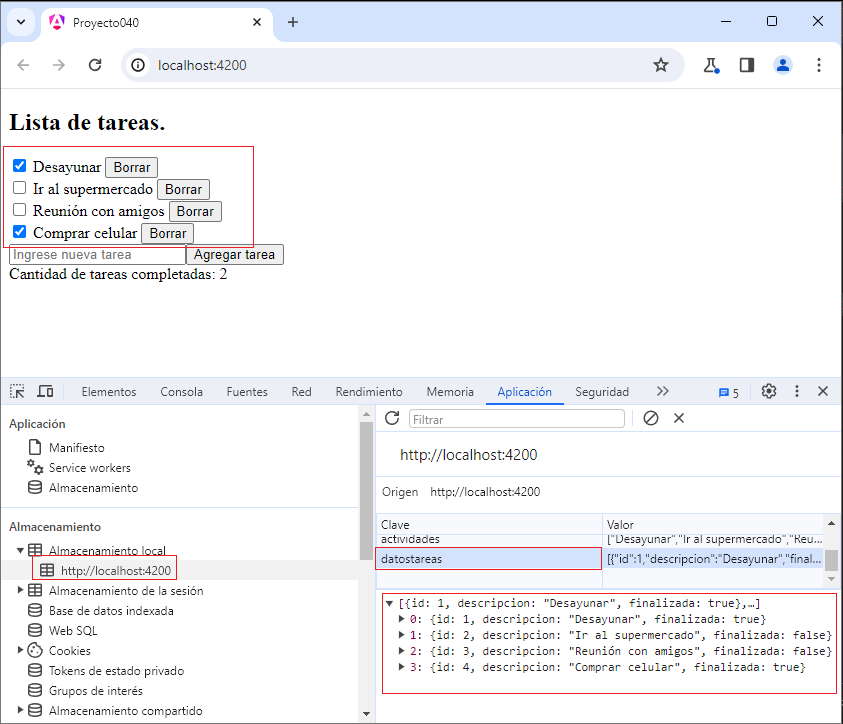 Proyecto040
localhost:4200
Lista de tareas.
Desayunar Borrar
Ir al supermercado Borrar
Reunión con amigos Borrar
Comprar celular Borrar
Ingrese nueva tarea Agregar tarea
Cantidad de tareas completadas: 2
Elementos Consola Fuentes Red Rendimiento Memoria Aplicación Seguridad 5
Aplicación
Manifiesto
Service workers
Almacenamiento
Almacenamiento
Almacenamiento local
http://localhost:4200
Almacenamiento de la sesión
Base de datos indexada
Web SQL
Cookies
Tokens de estado privado
Grupos de interés
Almacenamiento compartido
Filtrar
http://localhost:4200
Origen http://localhost:4200
Clave Valor
actividades ["Desayunar","Ir al supermercado","Reu...
datostareas [{"id":1,"descripcion":"Desayunar","final...
[{id: 1, descripcion: "Desayunar", finalizada: true},…]
0: {id: 1, descripcion: "Desayunar", finalizada: true}
1: {id: 2, descripcion: "Ir al supermercado", finalizada: false}
2: {id: 3, descripcion: "Reunión con amigos", finalizada: false}
3: {id: 4, descripcion: "Comprar celular", finalizada: true}